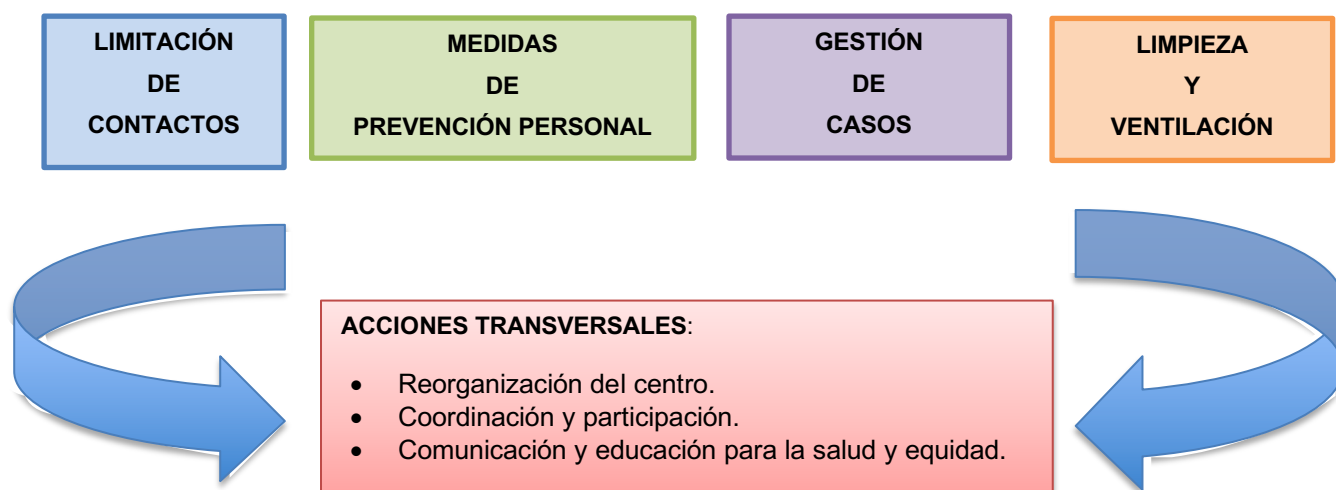 LIMITACIÓN
DE
CONTACTOS
MEDIDAS
DE
PREVENCIÓN PERSONAL
GESTIÓN
DE
CASOS
LIMPIEZA
Y
VENTILACIÓN
ACCIONES TRANSVERSALES:
• Reorganización del centro.
• Coordinación y participación.
• Comunicación y educación para la salud y equidad.